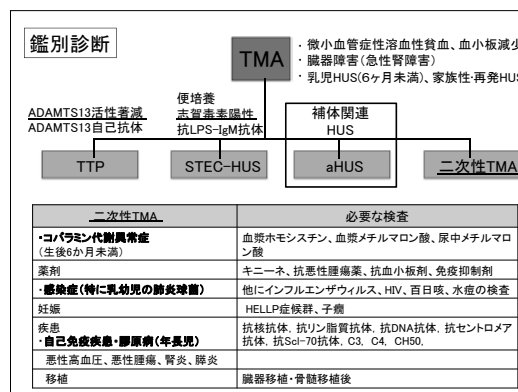 鑑別診断
TMA
・微小血管症性溶血性貧血、血小板減少
・臓器障害(急性腎障害)
・乳児HUS(6ヶ月未満)、家族性・再発HUS
ADAMTS13活性著減
ADAMTS13自己抗体
便培養
志賀毒素陽性
抗LPS-IgM抗体
補体関連
HUS
TTP
STEC-HUS
aHUS
二次性TMA
二次性TMA
必要な検査
・コバラミン代謝異常症
(生後6か月未満)
血漿ホモシスチン、血漿メチルマロン酸、尿中メチルマロ
ン酸
薬剤
キニーネ、抗悪性腫瘍薬、抗血小板剤、免疫抑制剤
・感染症(特に乳幼児の肺炎球菌)
他にインフルエンザウィルス、HIV、百日咳、水痘の検査
妊娠
HELLP症候群、子癇
疾患
・自己免疫疾患・膠原病(年長児)
抗核抗体, 抗リン脂質抗体, 抗DNA抗体, 抗セントロメア
抗体, 抗Scl-70抗体, C3, C4, CH50,
悪性高血圧、悪性腫瘍、腎炎、膵炎
移植
臓器移植・骨髄移植後